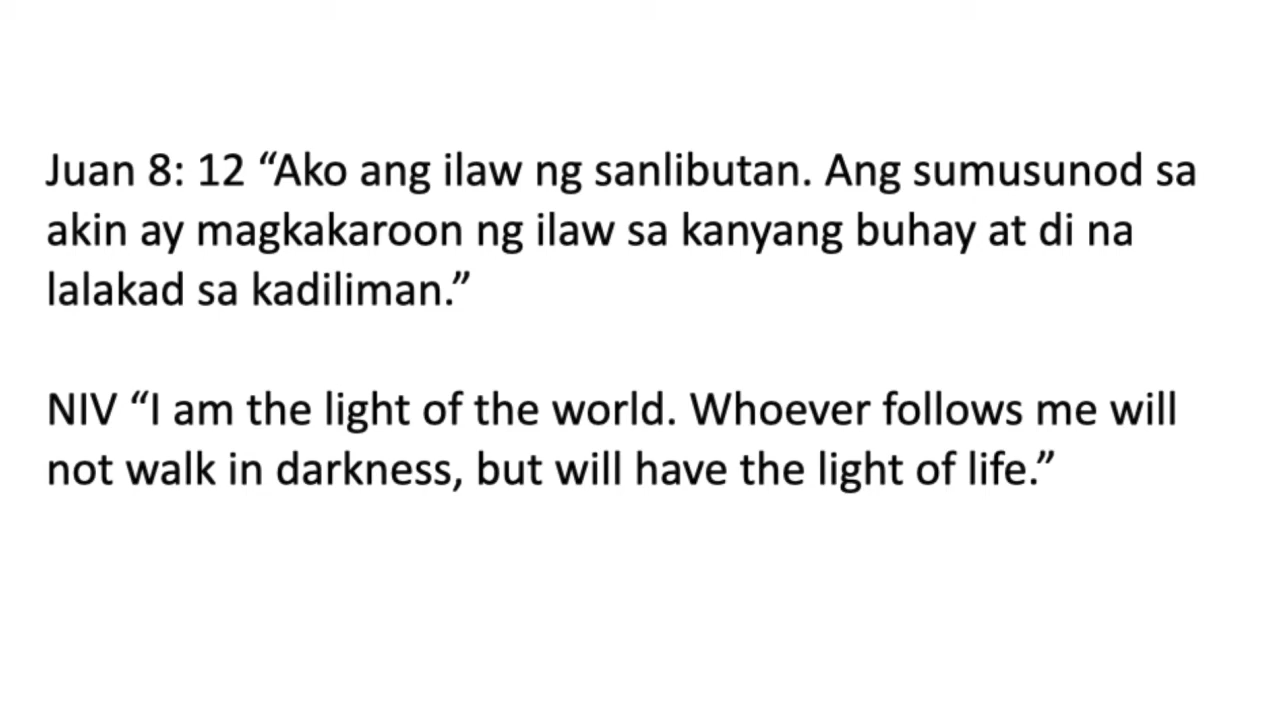 Juan 8: 12 “Ako ang ilaw ng sanlibutan. Ang sumusunod sa
akin ay magkakaroon ng ilaw sa kanyang buhay at di na
lalakad sa kadiliman.”
NIV “I am the light of the world. Whoever follows me will
not walk in darkness, but will have the light of life.”